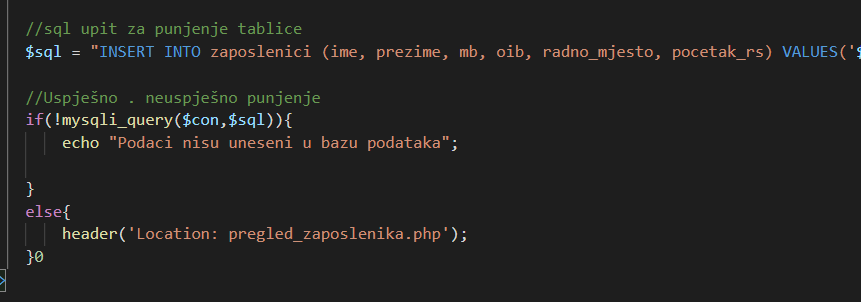 //sql upit za punjenje tablice
$sql = "INSERT INTO zaposlenici (ime, prezime, mb, oib, radno_mjesto, pocetak_rs) VALUES('$
//Uspješno . neuspješno punjenje
if(!mysqli_query($con,$sql)){
echo "Podaci nisu uneseni u bazu podataka";
}
else{
header('Location: pregled_zaposlenika.php');
}0
>